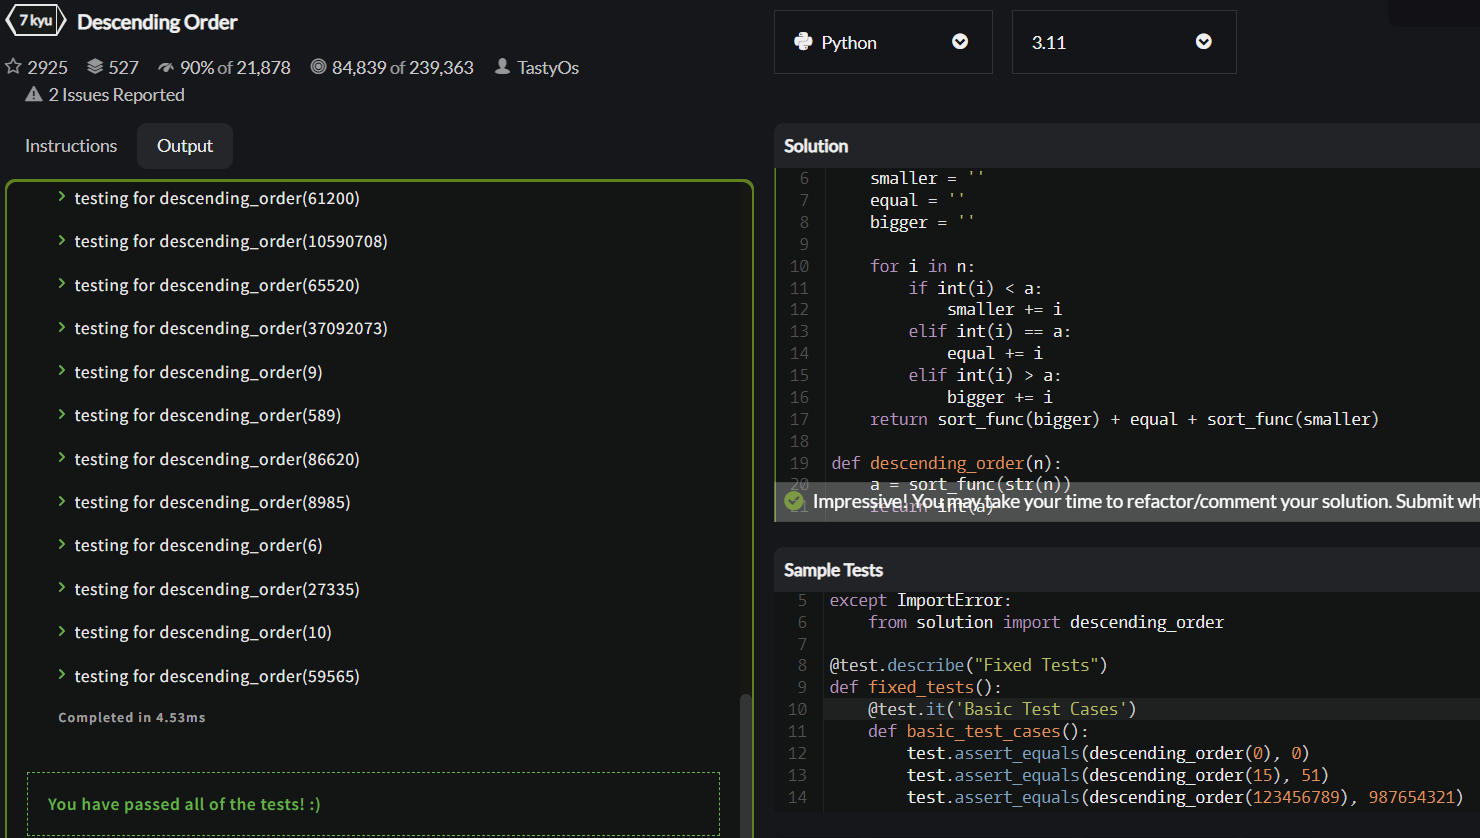 7 kyu Descending Order
2925 527 90% of 21,878 84,839 of 239,363 TastyOs
2 Issues Reported
Instructions Output
testing for descending_order(61200)
testing for descending_order(10590708)
testing for descending_order(65520)
testing for descending_order(37092073)
testing for descending_order(9)
testing for descending_order(589)
testing for descending_order(86620)
testing for descending_order(8985)
testing for descending_order(6)
testing for descending_order(27335)
testing for descending_order(10)
testing for descending_order(59565)
Completed in 4.53ms
You have passed all of the tests! :)
Python 3.11
Solution
6 smaller = ''
7 equal = ''
8 bigger = ''
9
10 for i in n:
11 if int(i) < a:
12 smaller += i
13 elif int(i) == a:
14 equal += i
15 elif int(i) > a:
16 bigger += i
17 return sort_func(bigger) + equal + sort_func(smaller)
18
19 def descending_order(n):
20 a = sort_func(str(n))
21 return int(a)
Impressive! You may take your time to refactor/comment your solution. Submit wh
Sample Tests
5 except ImportError:
6 from solution import descending_order
7
8 @test.describe("Fixed Tests")
9 def fixed_tests():
10 @test.it('Basic Test Cases')
11 def basic_test_cases():
12 test.assert_equals(descending_order(0), 0)
13 test.assert_equals(descending_order(15), 51)
14 test.assert_equals(descending_order(123456789), 987654321)